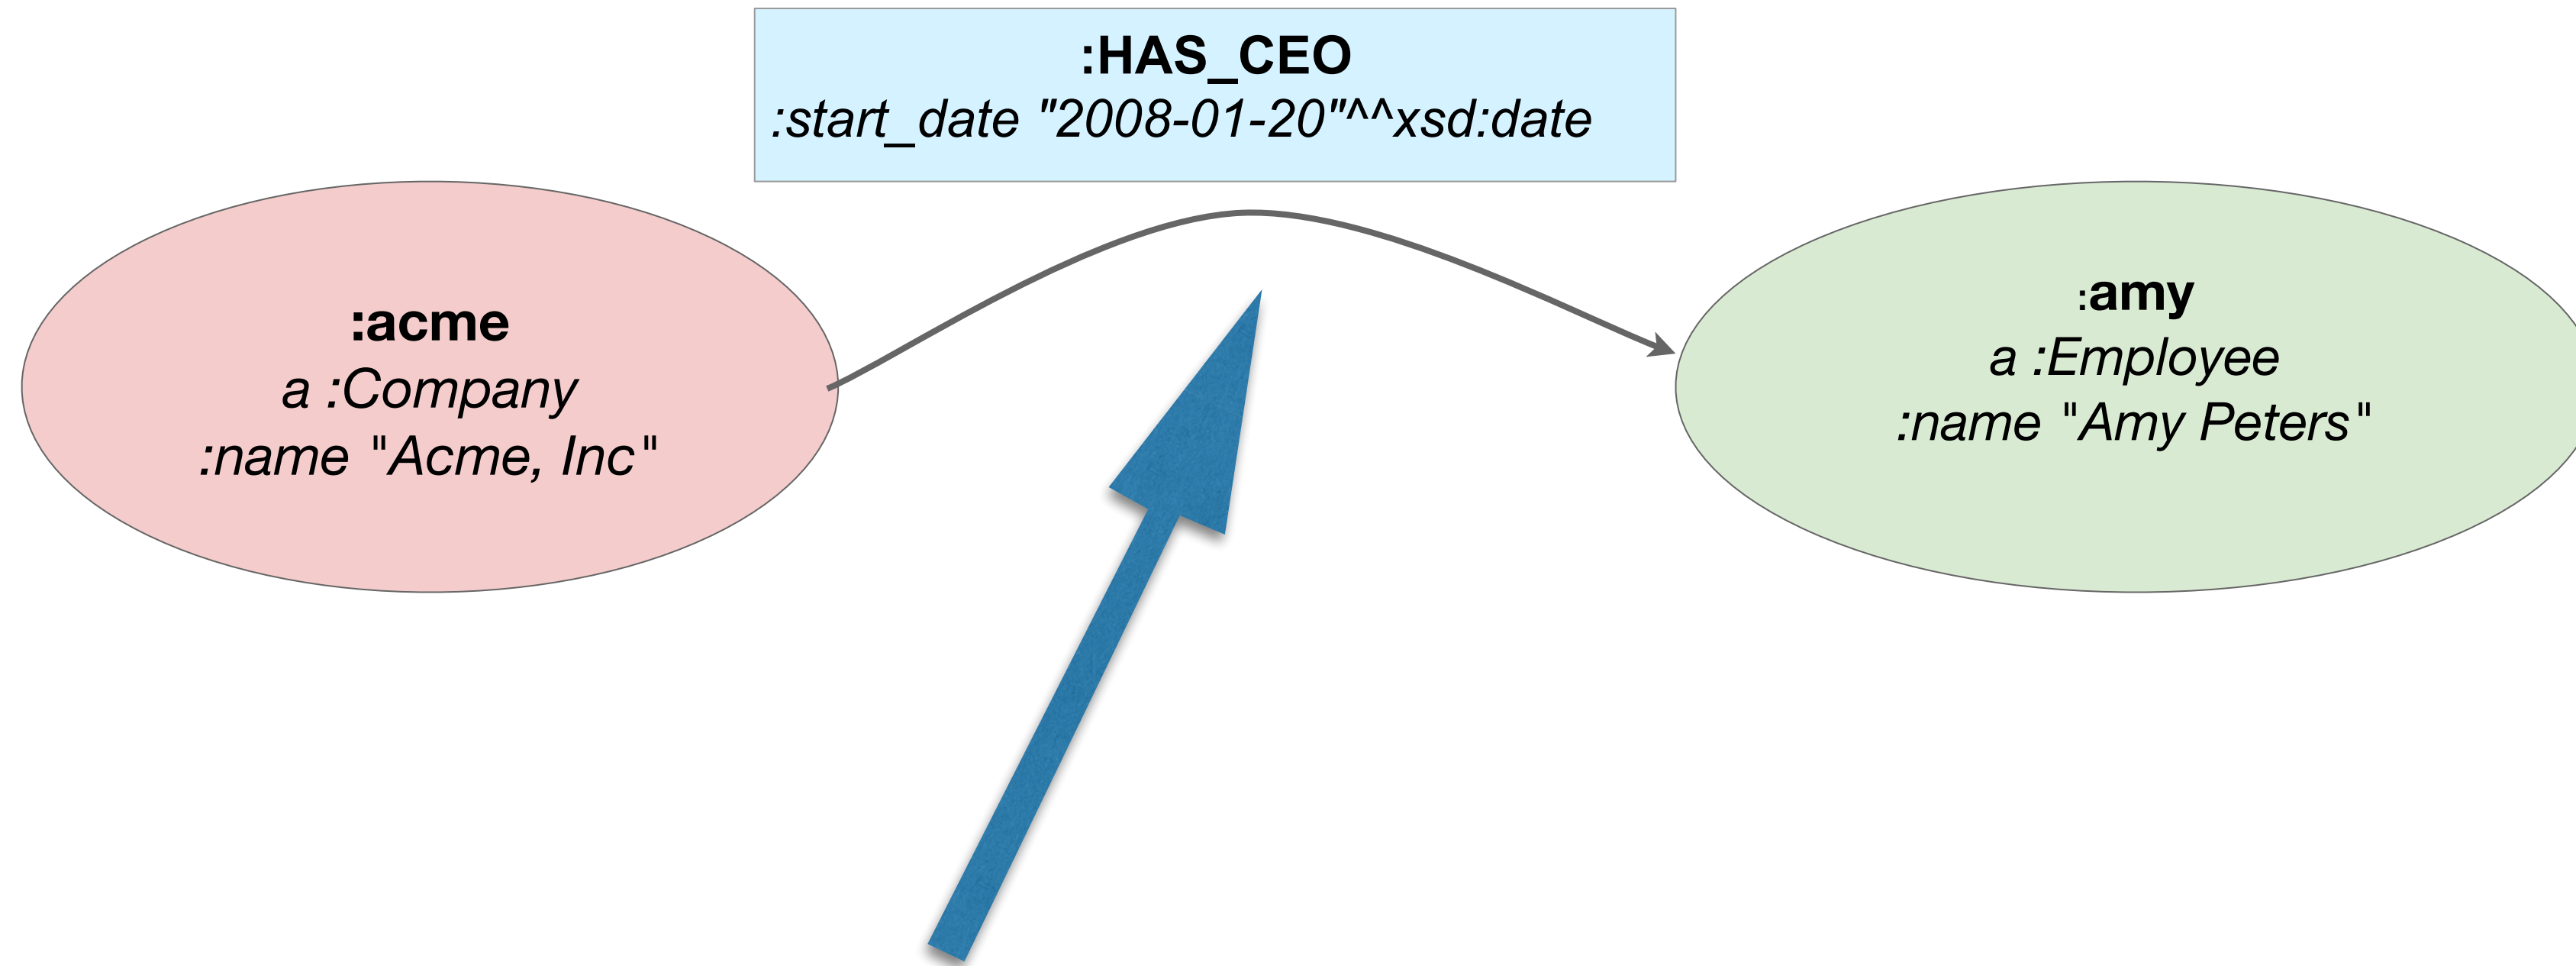 :HAS_CEO
:start_date "2008-01-20"^^xsd:date
:acme
a :Company
:name "Acme, Inc"
:amy
a :Employee
:name "Amy Peters"